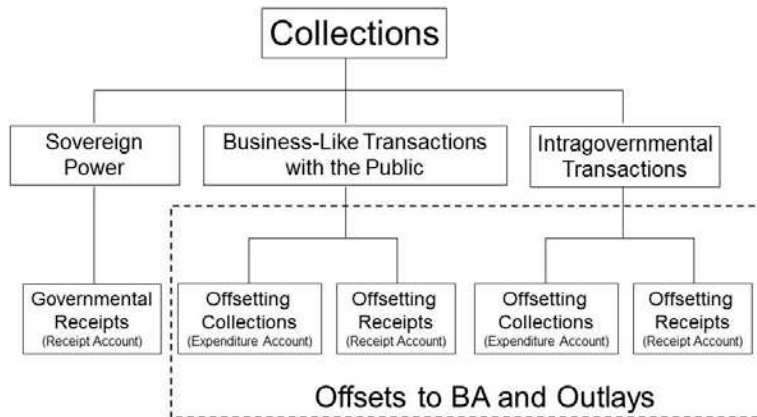 Collections
Sovereign
Power
Business-Like Transactions
with the Public
Intragovernmental
Transactions
Governmental
Receipts
(Receipt Account)
Offsetting
Collections
(Expenditure Account)
Offsetting
Receipts
(Receipt Account)
Offsetting
Collections
(Expenditure Account)
Offsetting
Receipts
(Receipt Account)
Offsets to BA and Outlays